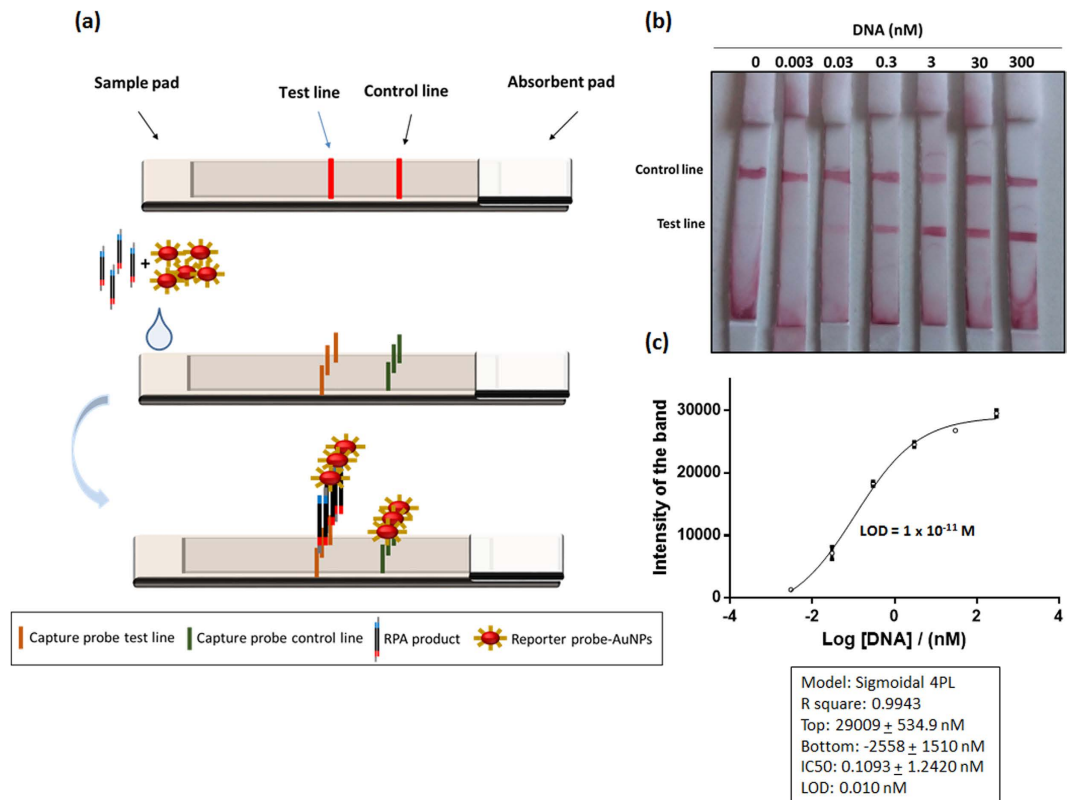 (a)
Sample pad
Test line
Control line
Absorbent pad
+
Capture probe test line
Capture probe control line
RPA product
Reporter probe-AuNPs
(b)
DNA (nM)
0 0.003 0.03 0.3 3 30 300
Control line
Test line
(c)
Intensity of the band
30000
20000
10000
0
LOD = 1 x 10⁻¹¹ M
-4 -2 0 2 4
Log [DNA] / (nM)
Model: Sigmoidal 4PL
R square: 0.9943
Top: 29009 ± 534.9 nM
Bottom: -2558 ± 1510 nM
IC50: 0.1093 ± 1.2420 nM
LOD: 0.010 nM